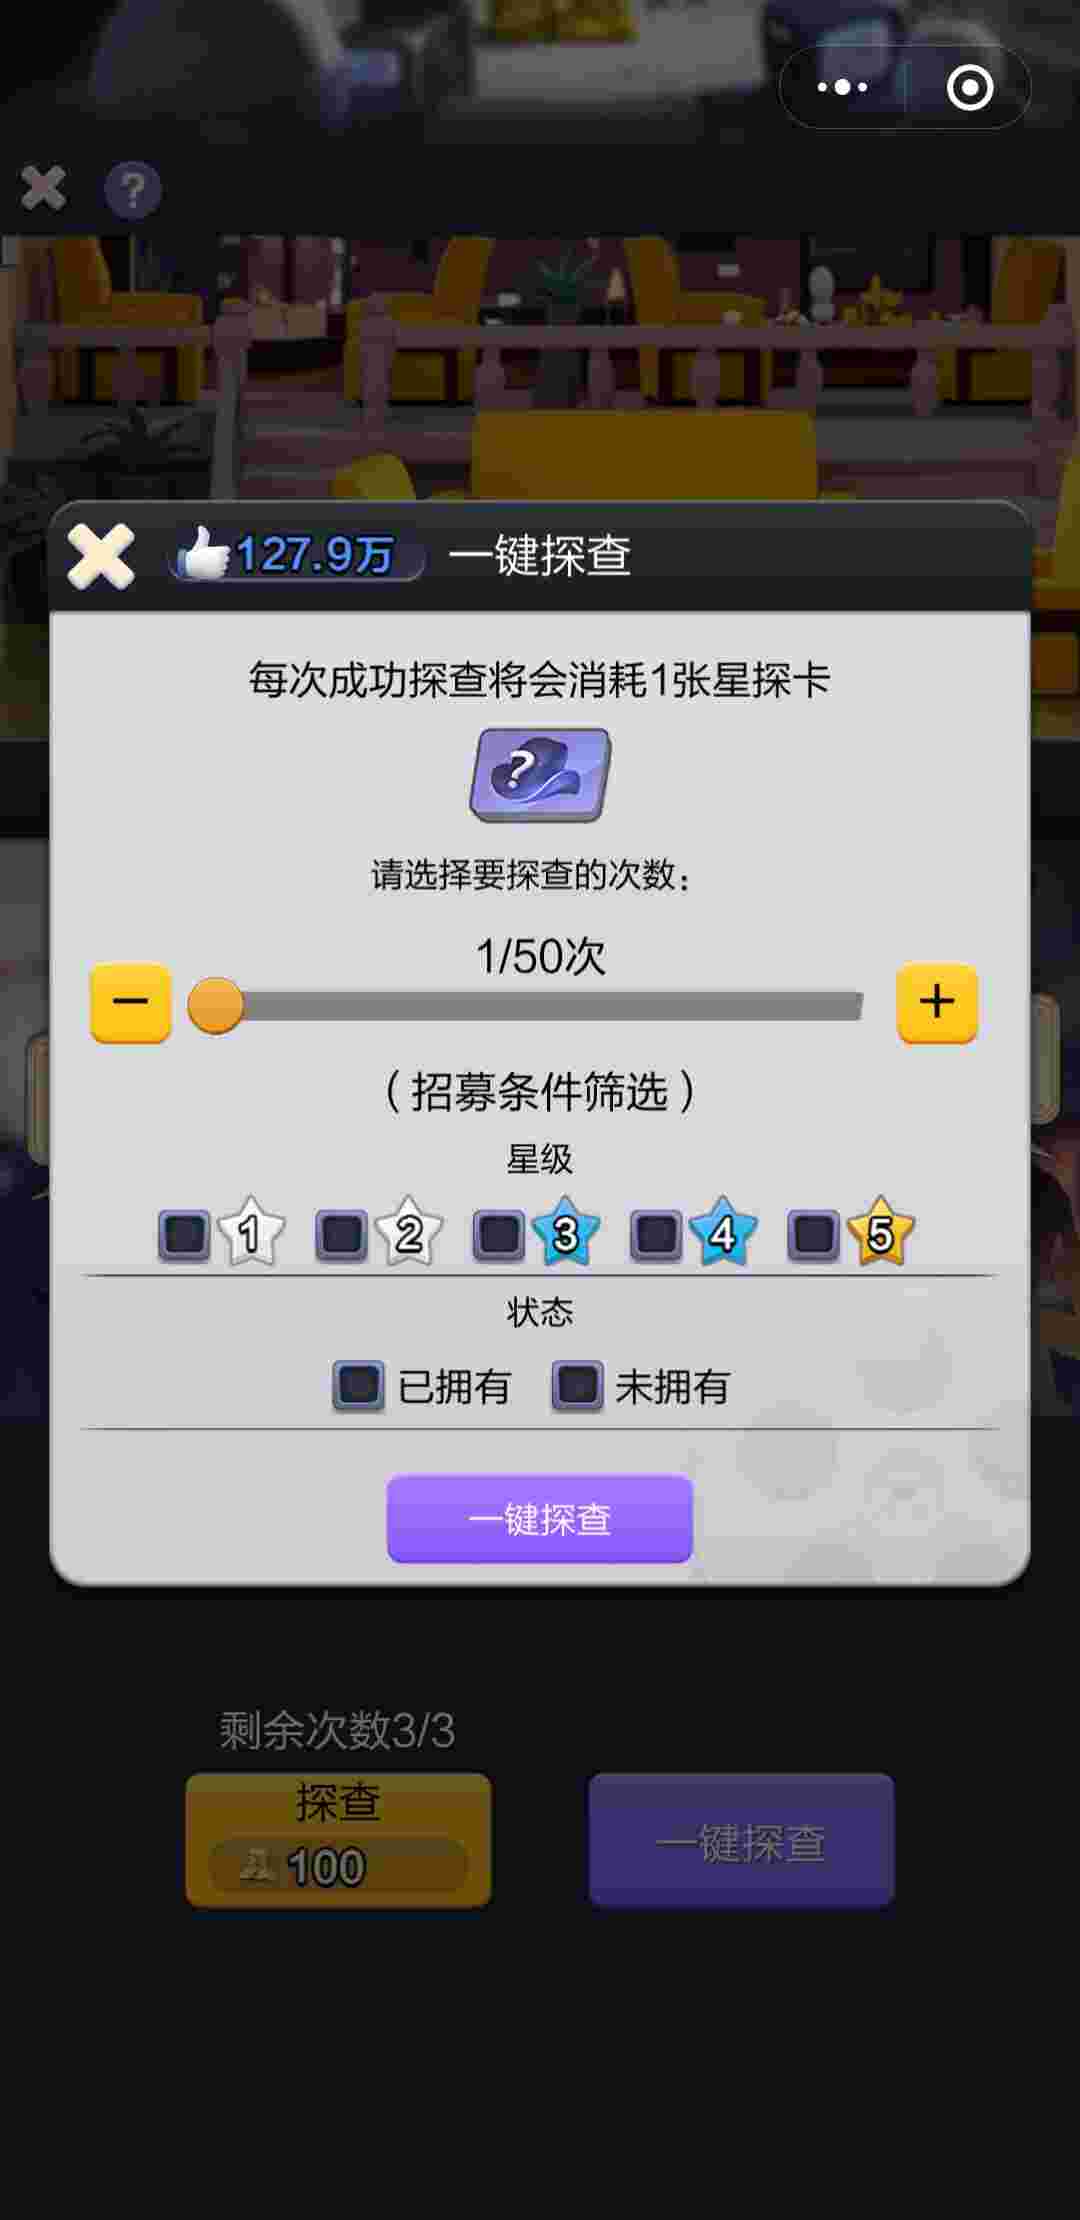 ?
127.9万 一键探查
每次成功探查将会消耗1张星探卡
?
请选择要探查的次数：
1/50次
（招募条件筛选）
星级
1 2 3 4 5
状态
已拥有 未拥有
一键探查
剩余次数3/3
探查
100
一键探查